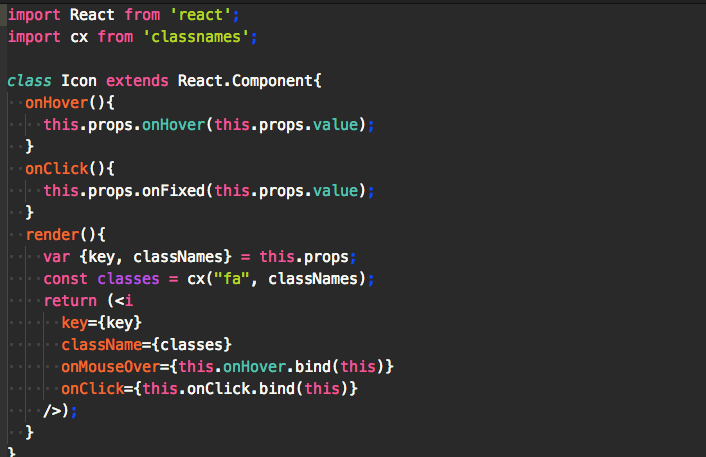 import React from 'react';
import cx from 'classnames';

class Icon extends React.Component{
  onHover(){
    this.props.onHover(this.props.value);
  }
  onClick(){
    this.props.onFixed(this.props.value);
  }
  render(){
    var {key, classNames} = this.props;
    const classes = cx("fa", classNames);
    return (<i
      key={key}
      className={classes}
      onMouseOver={this.onHover.bind(this)}
      onClick={this.onClick.bind(this)}
    />);
  }
}